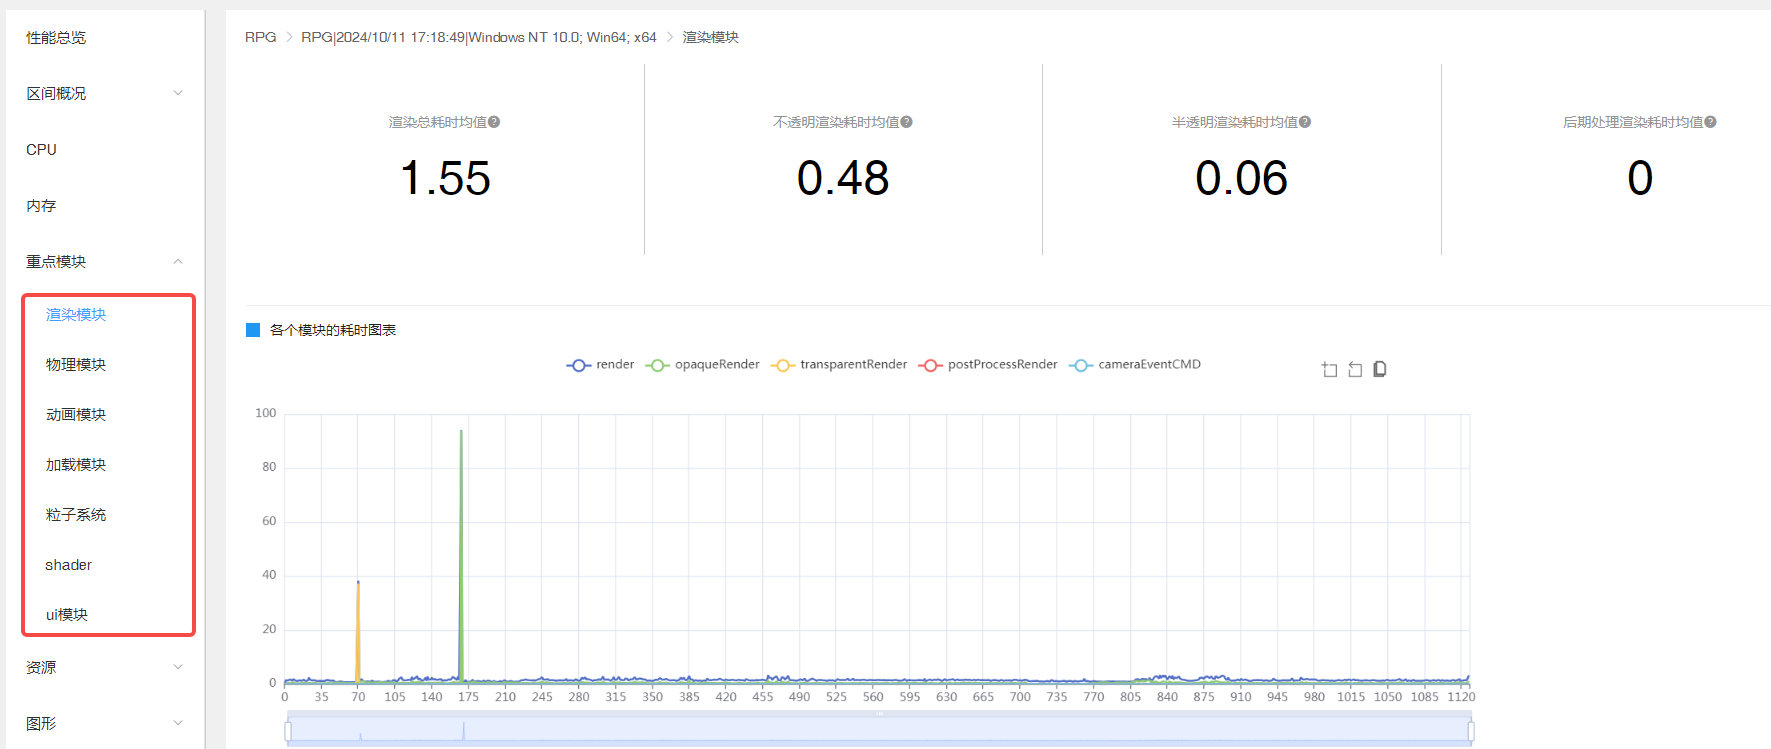 性能总览
区间概况
CPU
内存
重点模块
渲染模块
物理模块
动画模块
加载模块
粒子系统
shader
ui模块
资源
图形
RPG > RPG|2024/10/11 17:18:49|Windows NT 10.0; Win64; x64 > 渲染模块
渲染总耗时均值
1.55
不透明渲染耗时均值
0.48
半透明渲染耗时均值
0.06
后期处理渲染耗时均值
0
各个模块的耗时图表
render opaqueRender transparentRender postProcessRender cameraEventCMD
100
80
60
40
20
0
0 35 70 105 140 175 210 245 280 315 350 385 420 455 490 525 560 595 630 665 700 735 770 805 840 875 910 945 980 1015 1050 1085 1120